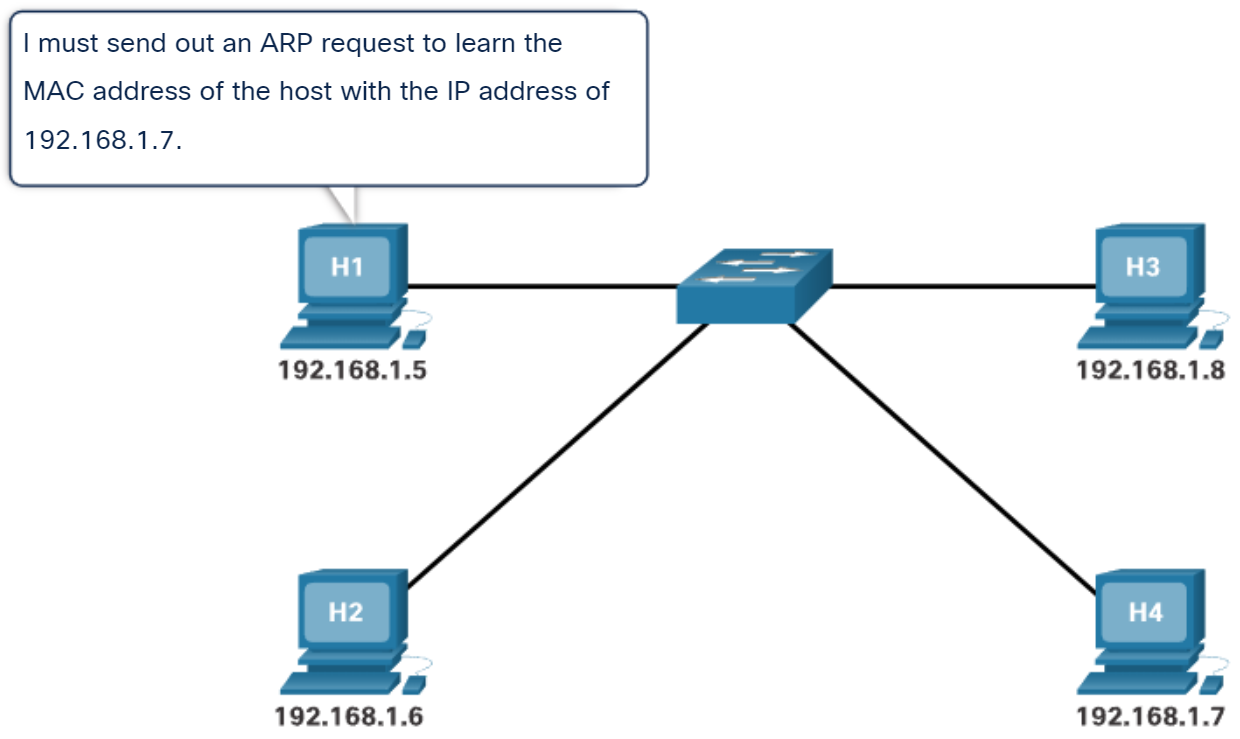 I must send out an ARP request to learn the
MAC address of the host with the IP address of
192.168.1.7.
H1
H3
192.168.1.5
192.168.1.8
H2
H4
192.168.1.6
192.168.1.7